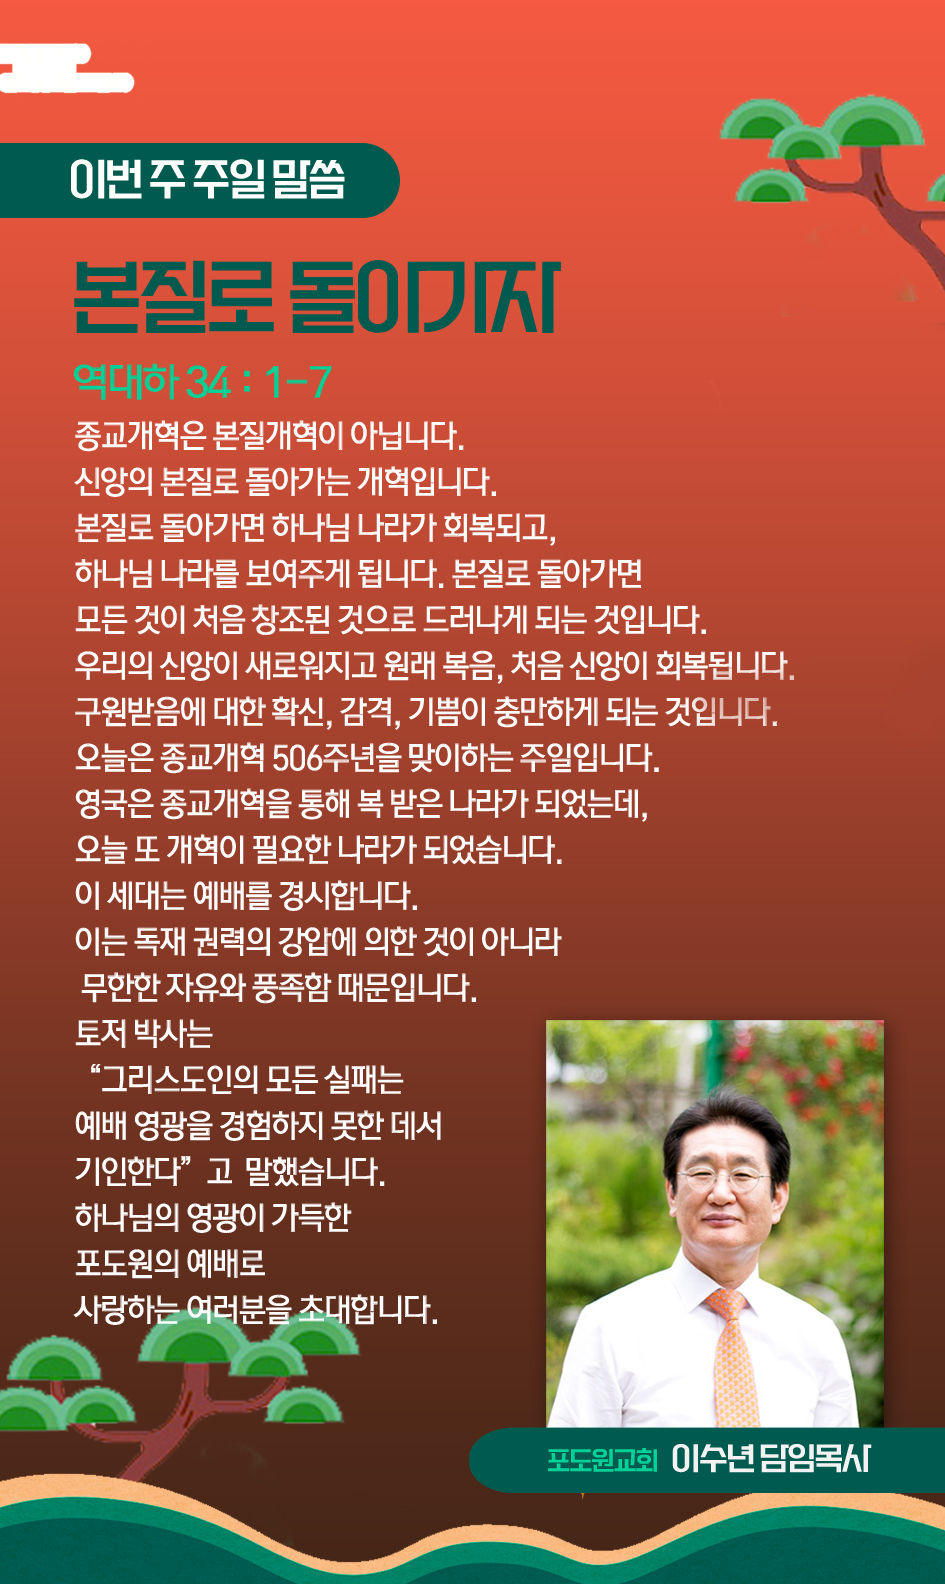 이번 주 주일 말씀
본질로 돌아가자
역대하 34 : 1-7
종교개혁은 본질개혁이 아닙니다.
신앙의 본질로 돌아가는 개혁입니다.
본질로 돌아가면 하나님 나라가 회복되고,
하나님 나라를 보여주게 됩니다. 본질로 돌아가면
모든 것이 처음 창조된 것으로 드러나게 되는 것입니다.
우리의 신앙이 새로워지고 원래 복음, 처음 신앙이 회복됩니다.
구원받음에 대한 확신, 감격, 기쁨이 충만하게 되는 것입니다.
오늘은 종교개혁 506주년을 맞이하는 주일입니다.
영국은 종교개혁을 통해 복 받은 나라가 되었는데,
오늘 또 개혁이 필요한 나라가 되었습니다.
이 세대는 예배를 경시합니다.
이는 독재 권력의 강압에 의한 것이 아니라
무한한 자유와 풍족함 때문입니다.
토저 박사는
“그리스도인의 모든 실패는
예배 영광을 경험하지 못한 데서
기인한다” 고 말했습니다.
하나님의 영광이 가득한
포도원의 예배로
사랑하는 여러분을 초대합니다.
포도원교회 이수년 담임목사